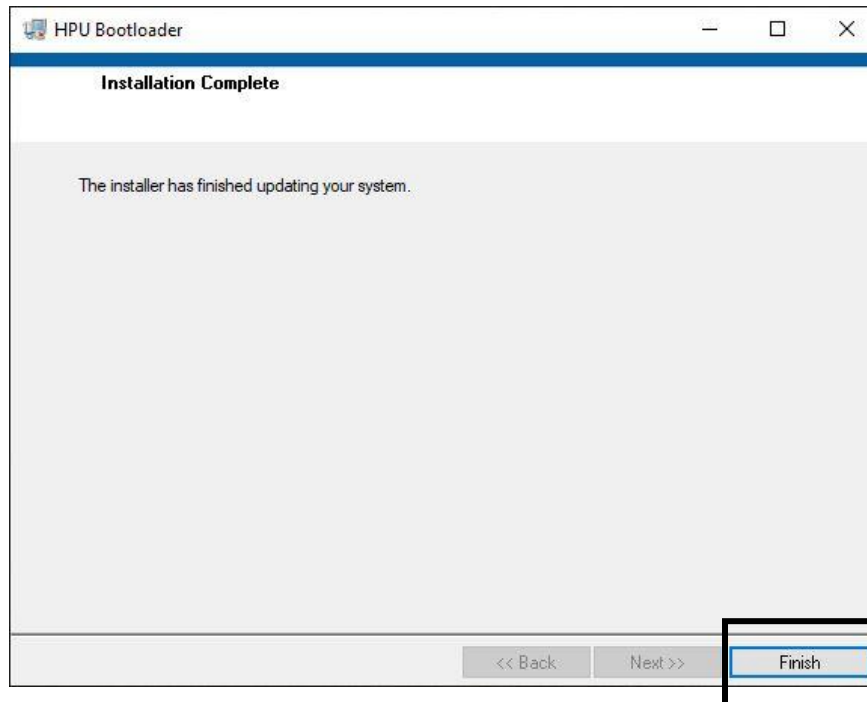 HPU Bootloader
Installation Complete
The installer has finished updating your system.
<< Back Next >> Finish